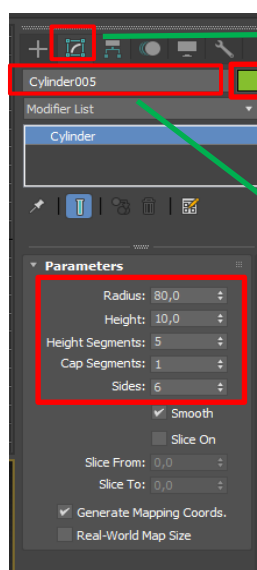 Cylinder005
Modifier List
Cylinder
Parameters
Radius: 80,0
Height: 10,0
Height Segments: 5
Cap Segments: 1
Sides: 6
Smooth
Slice On
Slice From: 0,0
Slice To: 0,0
Generate Mapping Coords.
Real-World Map Size